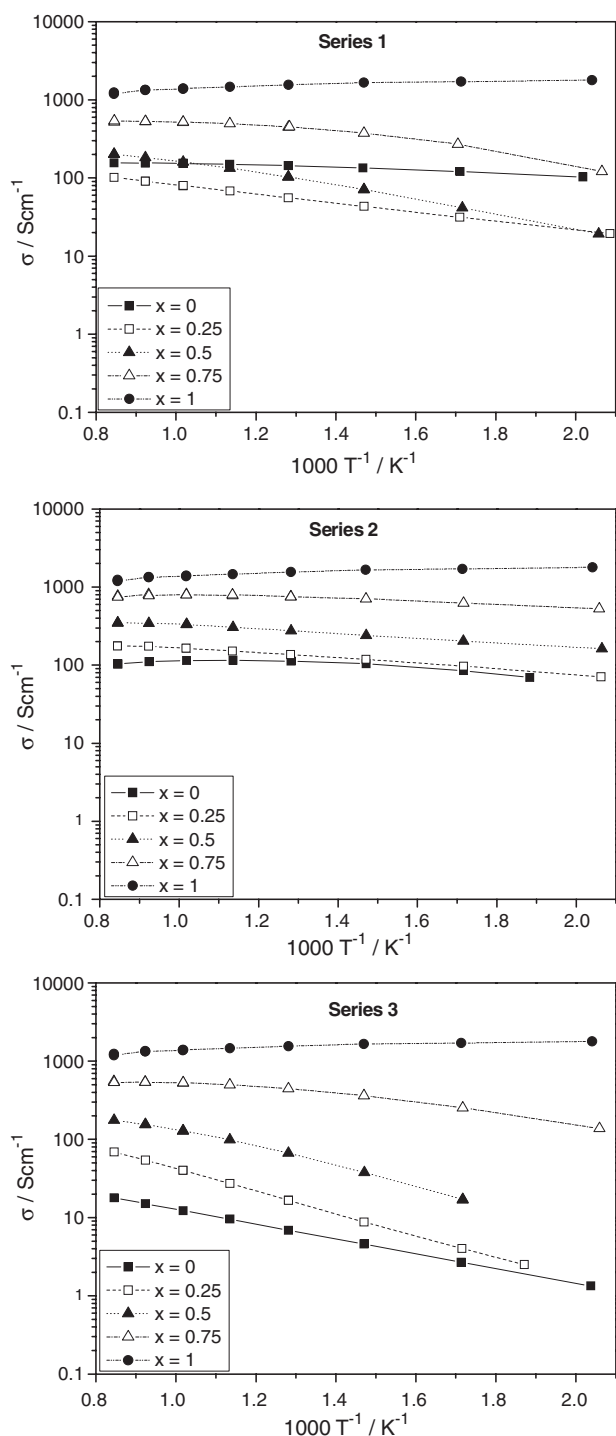 Series 1
10000
1000
100
10
1
0.1
σ / Scm⁻¹
x = 0
x = 0.25
x = 0.5
x = 0.75
x = 1
0.8 1.0 1.2 1.4 1.6 1.8 2.0
1000 T⁻¹ / K⁻¹
Series 2
10000
1000
100
10
1
0.1
σ / Scm⁻¹
x = 0
x = 0.25
x = 0.5
x = 0.75
x = 1
0.8 1.0 1.2 1.4 1.6 1.8 2.0
1000 T⁻¹ / K⁻¹
Series 3
10000
1000
100
10
1
0.1
σ / Scm⁻¹
x = 0
x = 0.25
x = 0.5
x = 0.75
x = 1
0.8 1.0 1.2 1.4 1.6 1.8 2.0
1000 T⁻¹ / K⁻¹